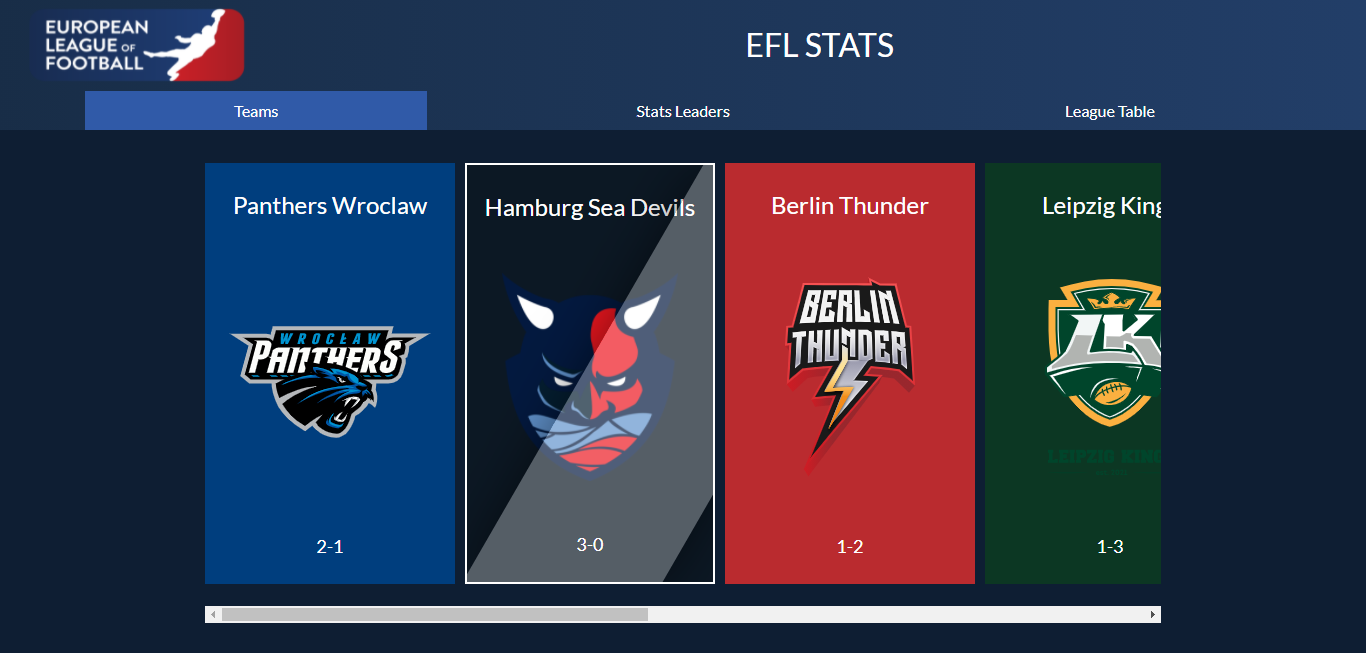 EUROPEAN
LEAGUE OF
FOOTBALL
EFL STATS
Teams
Stats Leaders
League Table
Panthers Wroclaw
Hamburg Sea Devils
Berlin Thunder
Leipzig King
WROCŁAW
PANTHERS
BERLIN
THUNDER
LK
LEIPZIG KIN
2-1
3-0
1-2
1-3